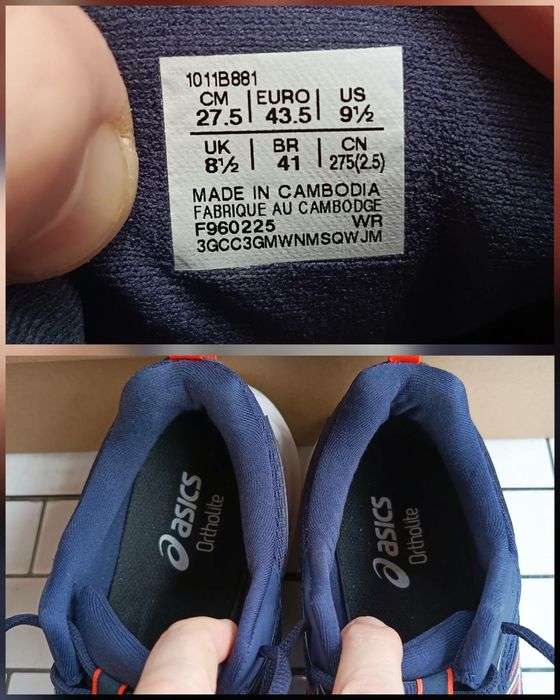 1011B881
CM EURO US
27.5 43.5 9½
UK BR CN
8½ 41 275(2.5)
MADE IN CAMBODIA
FABRIQUE AU CAMBODGE
F960225 WR
3GCC3GMWNMSQWJM
asics
Ortholite
asics
Ortholite